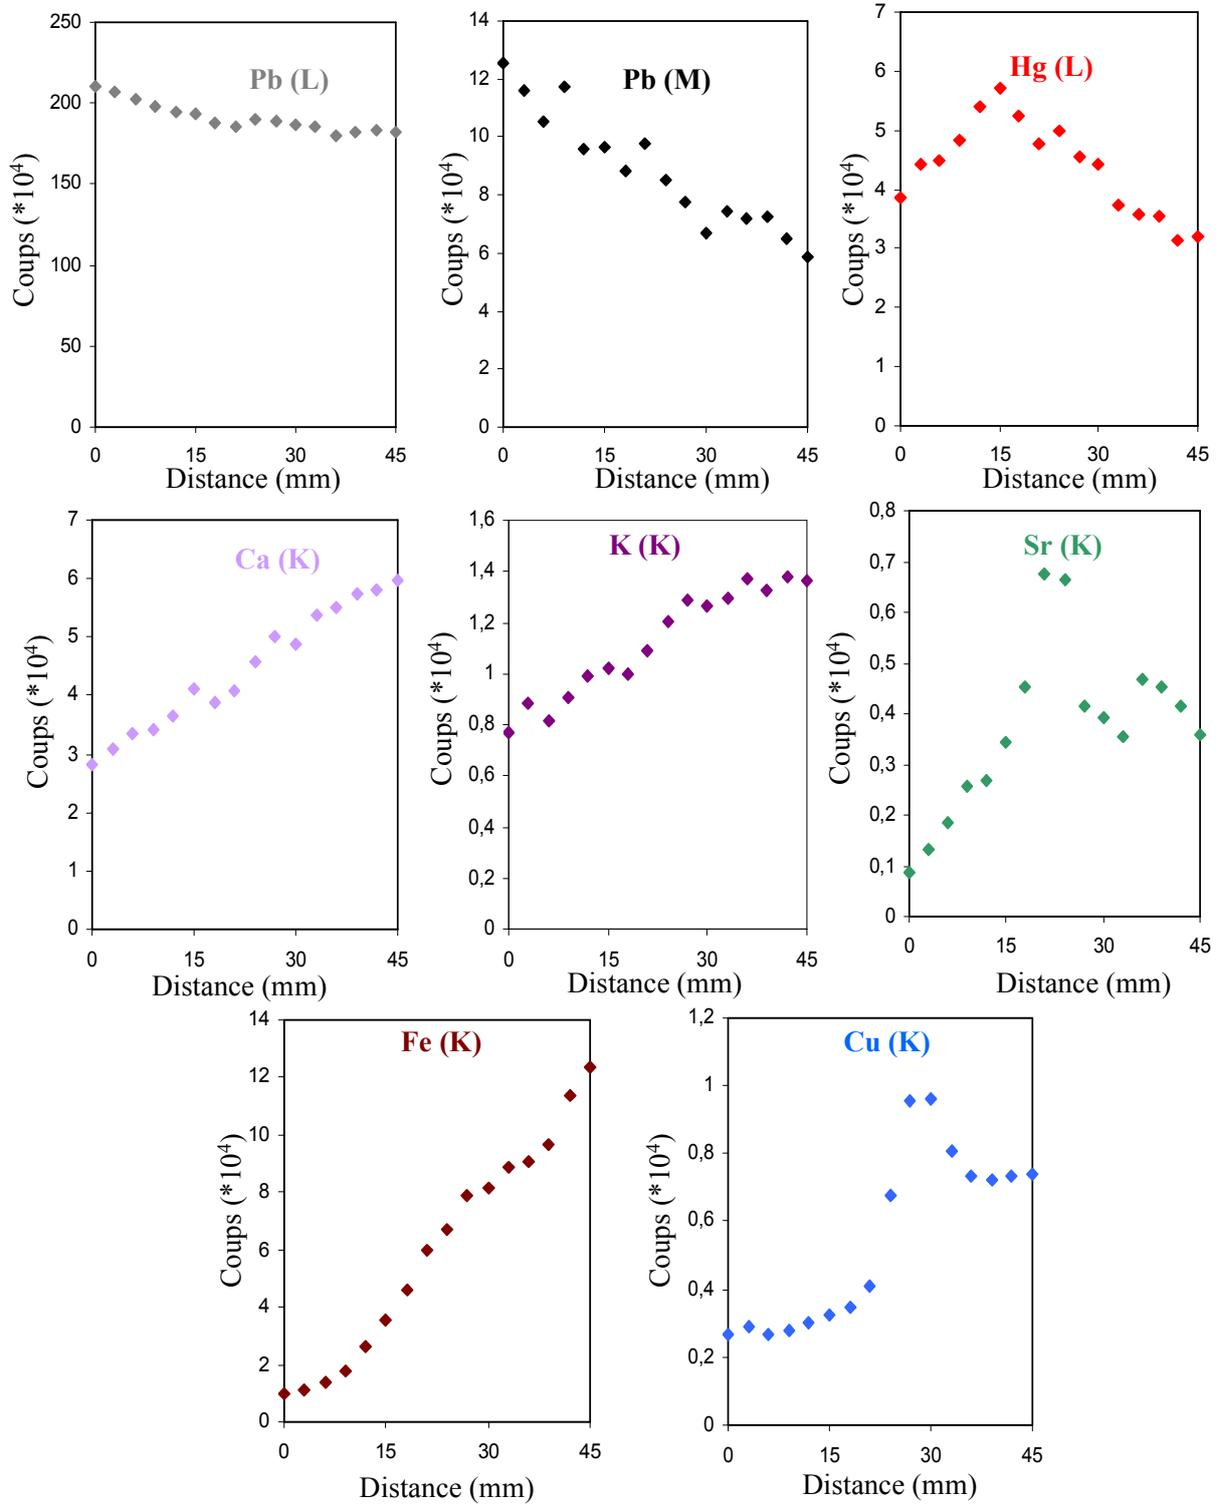 Pb (L)
Coups (*10⁴)
250
200
150
100
50
0
0 15 30 45
Distance (mm)
Pb (M)
Coups (*10⁴)
14
12
10
8
6
4
2
0
0 15 30 45
Distance (mm)
Hg (L)
Coups (*10⁴)
7
6
5
4
3
2
1
0
0 15 30 45
Distance (mm)
Ca (K)
Coups (*10⁴)
7
6
5
4
3
2
1
0
0 15 30 45
Distance (mm)
K (K)
Coups (*10⁴)
1,6
1,4
1,2
1
0,8
0,6
0,4
0,2
0
0 15 30 45
Distance (mm)
Sr (K)
Coups (*10⁴)
0,8
0,7
0,6
0,5
0,4
0,3
0,2
0,1
0
0 15 30 45
Distance (mm)
Fe (K)
Coups (*10⁴)
14
12
10
8
6
4
2
0
0 15 30 45
Distance (mm)
Cu (K)
Coups (*10⁴)
1,2
1
0,8
0,6
0,4
0,2
0
0 15 30 45
Distance (mm)